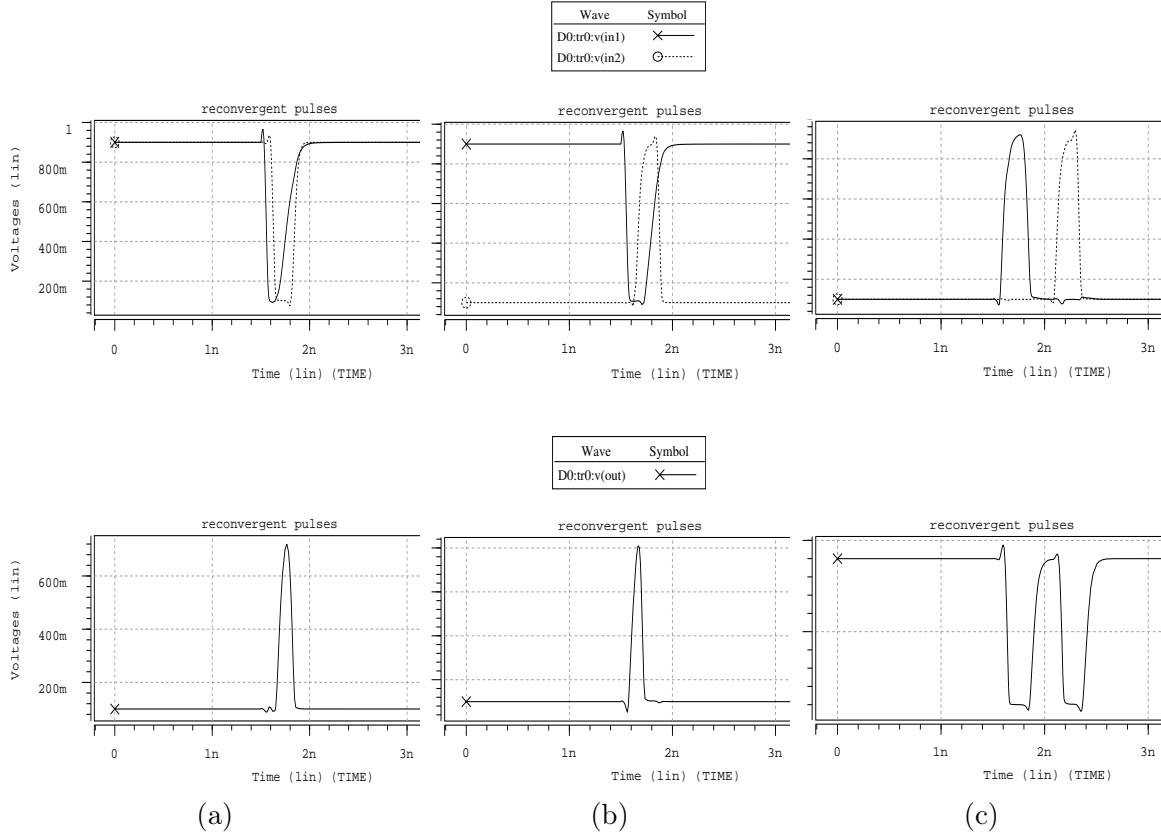 Wave Symbol
D0:tr0:v(in1)
D0:tr0:v(in2)
reconvergent pulses
reconvergent pulses
reconvergent pulses
Voltages (lin)
1
800m
600m
400m
200m
0 1n 2n 3n
0 1n 2n 3n
0 1n 2n 3n
Time (lin) (TIME)
Time (lin) (TIME)
Time (lin) (TIME)
Wave Symbol
D0:tr0:v(out)
reconvergent pulses
reconvergent pulses
reconvergent pulses
Voltages (lin)
600m
400m
200m
0 1n 2n 3n
0 1n 2n 3n
0 1n 2n 3n
Time (lin) (TIME)
Time (lin) (TIME)
Time (lin) (TIME)
(a) (b) (c)